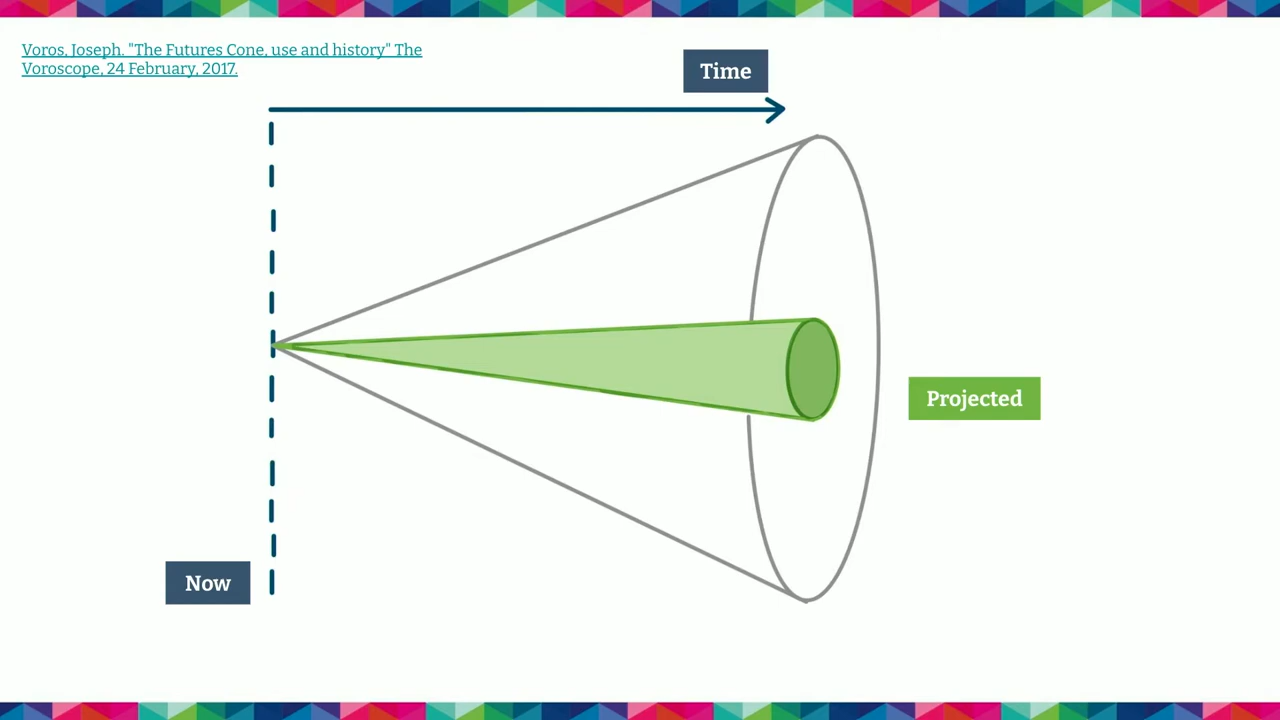 Voros, Joseph. "The Futures Cone, use and history" The
Voroscope, 24 February, 2017.
Time
Projected
Now